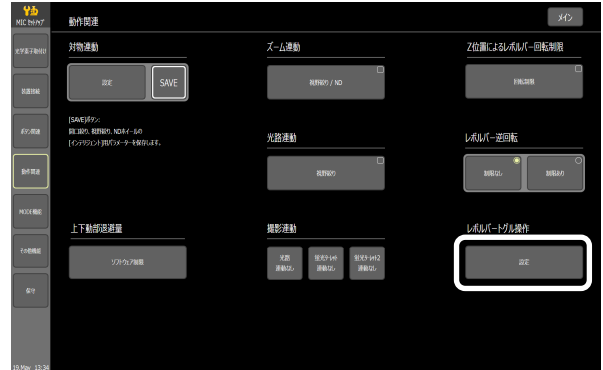 MIC セットアップ
動作関連
メイン
光学素子取付け
装置接続
ボタン関連
動作関連
MODE機能
その他機能
保守
19.May 13:34
対物連動
設定
SAVE
[SAVE]ボタン:
開口絞り、視野絞り、NDホイールの
[インテリジェント]用パラメーターを保存します。
ズーム連動
視野絞り / ND
Z位置によるレボルバー回転制限
回転制限
光路連動
視野絞り
レボルバー逆回転
制限なし
制限あり
上下動部退避量
ソフトウェア制限
撮影連動
光路
連動なし
蛍光ターレット
連動なし
蛍光ターレット2
連動なし
レボルバートグル操作
設定